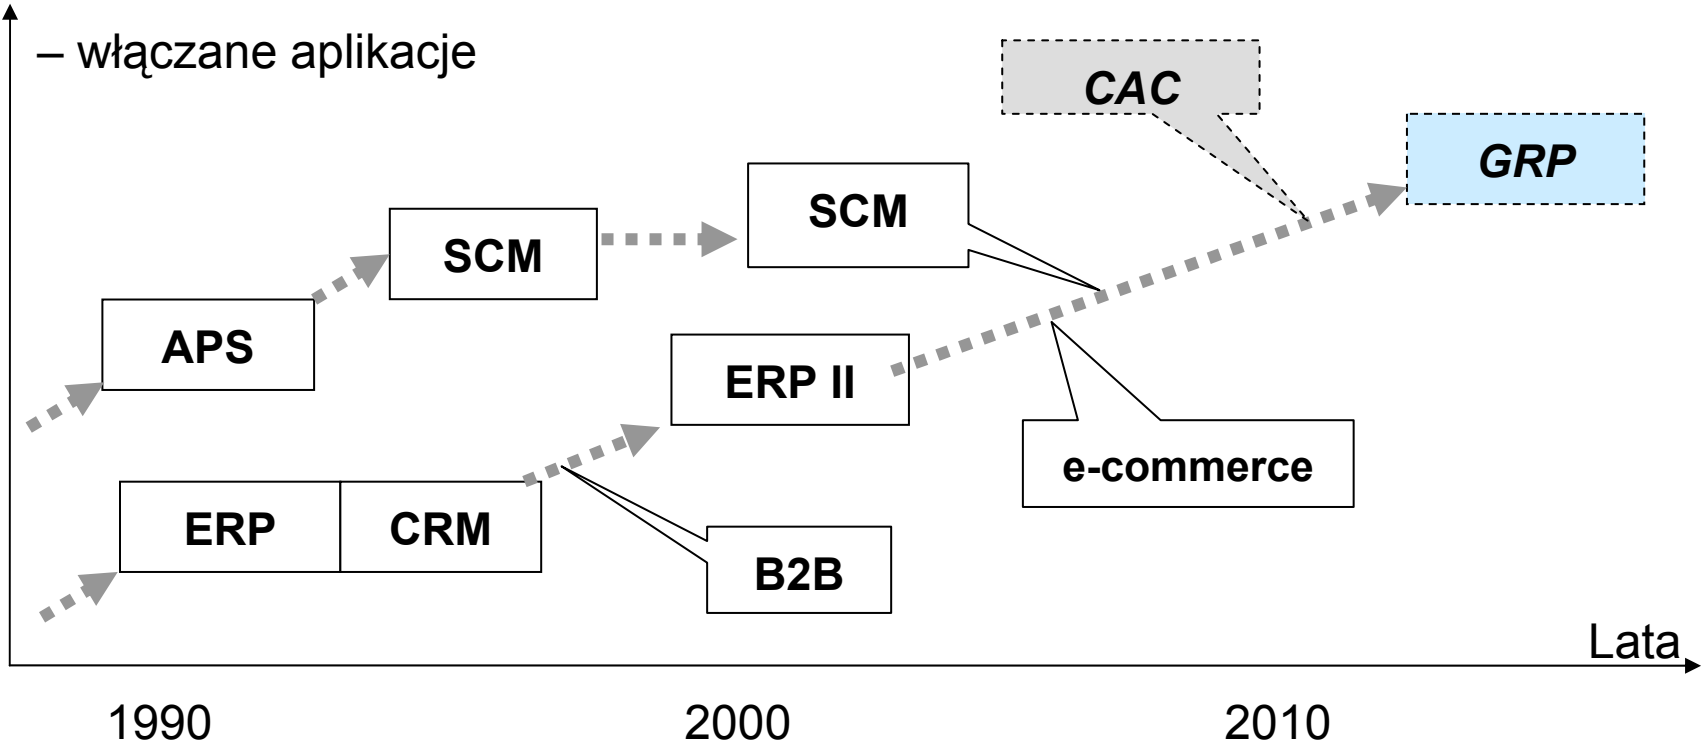 – włączane aplikacje
CAC
GRP
SCM
SCM
APS
ERP II
e-commerce
ERP
CRM
B2B
Lata
1990
2000
2010